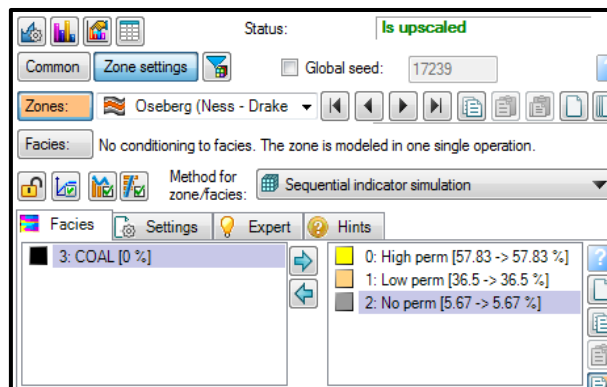 Status: Is upscaled
Common Zone settings Global seed: 17239
Zones: Oseberg (Ness - Drake
Facies: No conditioning to facies. The zone is modeled in one single operation.
Method for
zone/facies: Sequential indicator simulation
Facies Settings Expert Hints
3: COAL [0 %] 0: High perm [57.83 -> 57.83 %]
1: Low perm [36.5 -> 36.5 %]
2: No perm [5.67 -> 5.67 %]